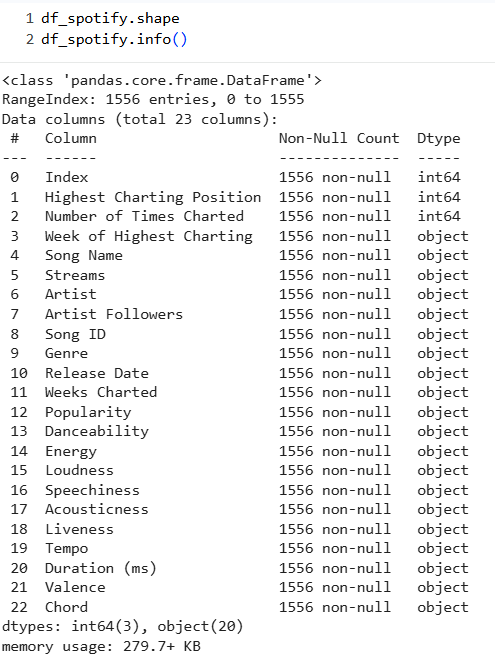 1 df_spotify.shape
2 df_spotify.info()
<class 'pandas.core.frame.DataFrame'>
RangeIndex: 1556 entries, 0 to 1555
Data columns (total 23 columns):
 #   Column                     Non-Null Count  Dtype
---  ------                     --------------  -----
 0   Index                      1556 non-null   int64
 1   Highest Charting Position  1556 non-null   int64
 2   Number of Times Charted    1556 non-null   int64
 3   Week of Highest Charting   1556 non-null   object
 4   Song Name                  1556 non-null   object
 5   Streams                    1556 non-null   object
 6   Artist                     1556 non-null   object
 7   Artist Followers           1556 non-null   object
 8   Song ID                    1556 non-null   object
 9   Genre                      1556 non-null   object
 10  Release Date               1556 non-null   object
 11  Weeks Charted              1556 non-null   object
 12  Popularity                 1556 non-null   object
 13  Danceability               1556 non-null   object
 14  Energy                     1556 non-null   object
 15  Loudness                   1556 non-null   object
 16  Speechiness                1556 non-null   object
 17  Acousticness               1556 non-null   object
 18  Liveness                   1556 non-null   object
 19  Tempo                      1556 non-null   object
 20  Duration (ms)              1556 non-null   object
 21  Valence                    1556 non-null   object
 22  Chord                      1556 non-null   object
dtypes: int64(3), object(20)
memory usage: 279.7+ KB